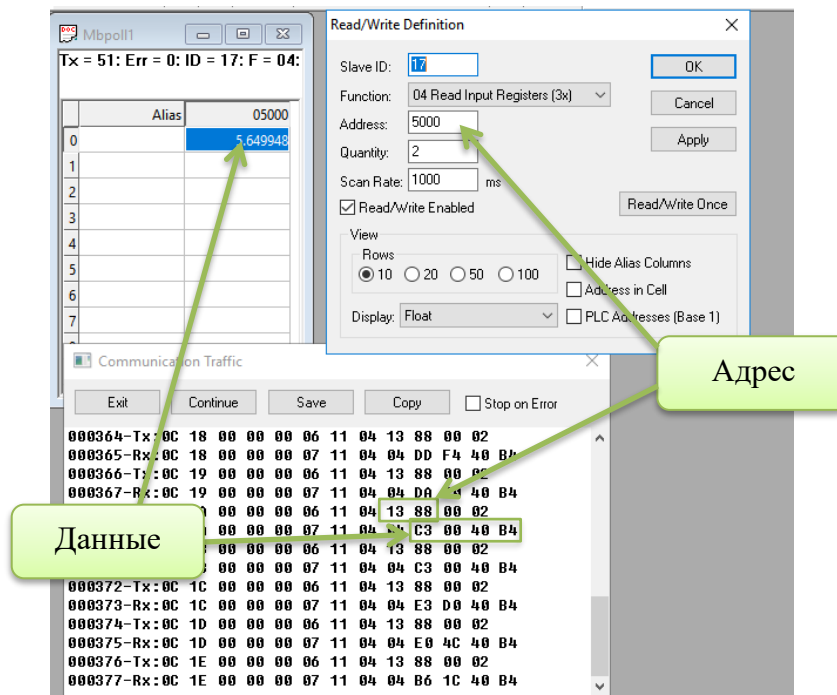 Mbpoll1
Tx = 51: Err = 0: ID = 17: F = 04:
Alias 05000
0 5.649948
1
2
3
4
5
6
7
Read/Write Definition
Slave ID: 17
OK
Function: 04 Read Input Registers (3x)
Cancel
Address: 5000
Apply
Quantity: 2
Scan Rate: 1000 ms
Read/Write Enabled
Read/Write Once
View
Rows
10 20 50 100
Hide Alias Columns
Address in Cell
Display: Float
PLC Addresses (Base 1)
Адрес
Communication Traffic
Exit Continue Save Copy Stop on Error
000364-Tx:0C 18 00 00 00 06 11 04 13 88 00 02
000365-Rx:0C 18 00 00 00 07 11 04 04 DD F4 40 B4
000366-Tx:0C 19 00 00 00 06 11 04 13 88 00 02
000367-Rx:0C 19 00 00 00 07 11 04 04 DA 40 B4
00 00 00 06 11 04 13 88 00 02
00 00 00 07 11 04 04 C3 00 40 B4
00 00 00 06 11 04 13 88 00 02
00 00 00 07 11 04 04 C3 00 40 B4
Данные
000372-Tx:0C 1C 00 00 00 06 11 04 13 88 00 02
000373-Rx:0C 1C 00 00 00 07 11 04 04 E3 D0 40 B4
000374-Tx:0C 1D 00 00 00 06 11 04 13 88 00 02
000375-Rx:0C 1D 00 00 00 07 11 04 04 E0 4C 40 B4
000376-Tx:0C 1E 00 00 00 06 11 04 13 88 00 02
000377-Rx:0C 1E 00 00 00 07 11 04 04 B6 1C 40 B4